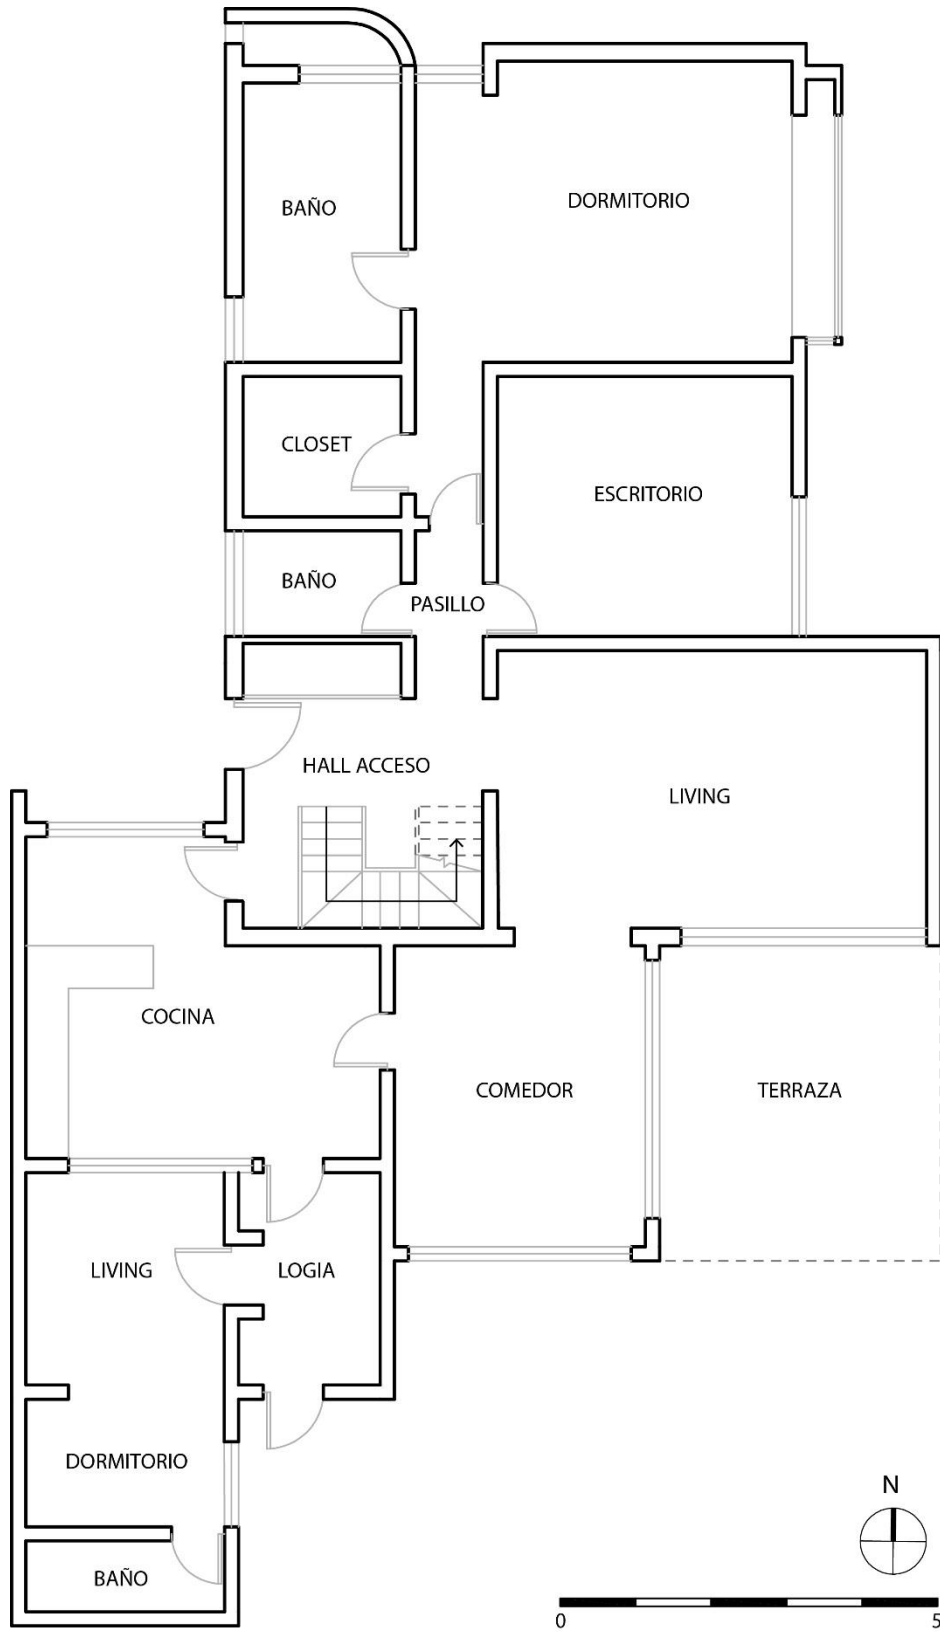 BAÑO
DORMITORIO
CLOSET
ESCRITORIO
BAÑO
PASILLO
HALL ACCESO
LIVING
COCINA
COMEDOR
TERRAZA
LIVING
LOGIA
DORMITORIO
N
BAÑO
0
5